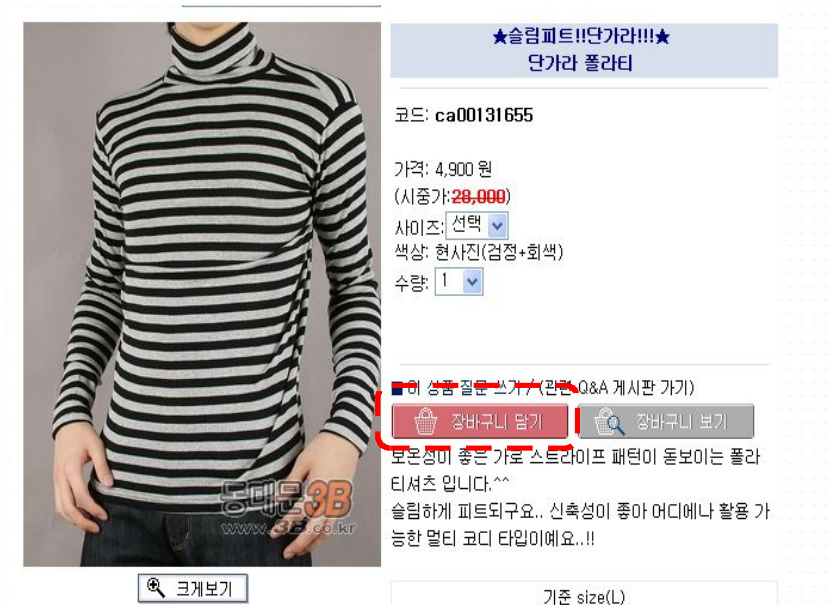 ★슬림피트!!단가라!!!★
단가라 폴라티
코드: ca00131655
가격: 4,900 원
(시중가:28,000)
사이즈: 선택
색상: 현사진(검정+회색)
수량: 1
■ 이 상품 질문 쓰기 / (관련 Q&A 게시판 가기)
장바구니 담기
장바구니 보기
보온성이 좋은 가로 스트라이프 패턴이 돋보이는 폴라
티셔츠 입니다.^^
슬림하게 피트되구요.. 신축성이 좋아 어디에나 활용 가
능한 멀티 코디 타입이예요..!!
동대문3B
www.3B.co.kr
크게보기
기준 size(L)